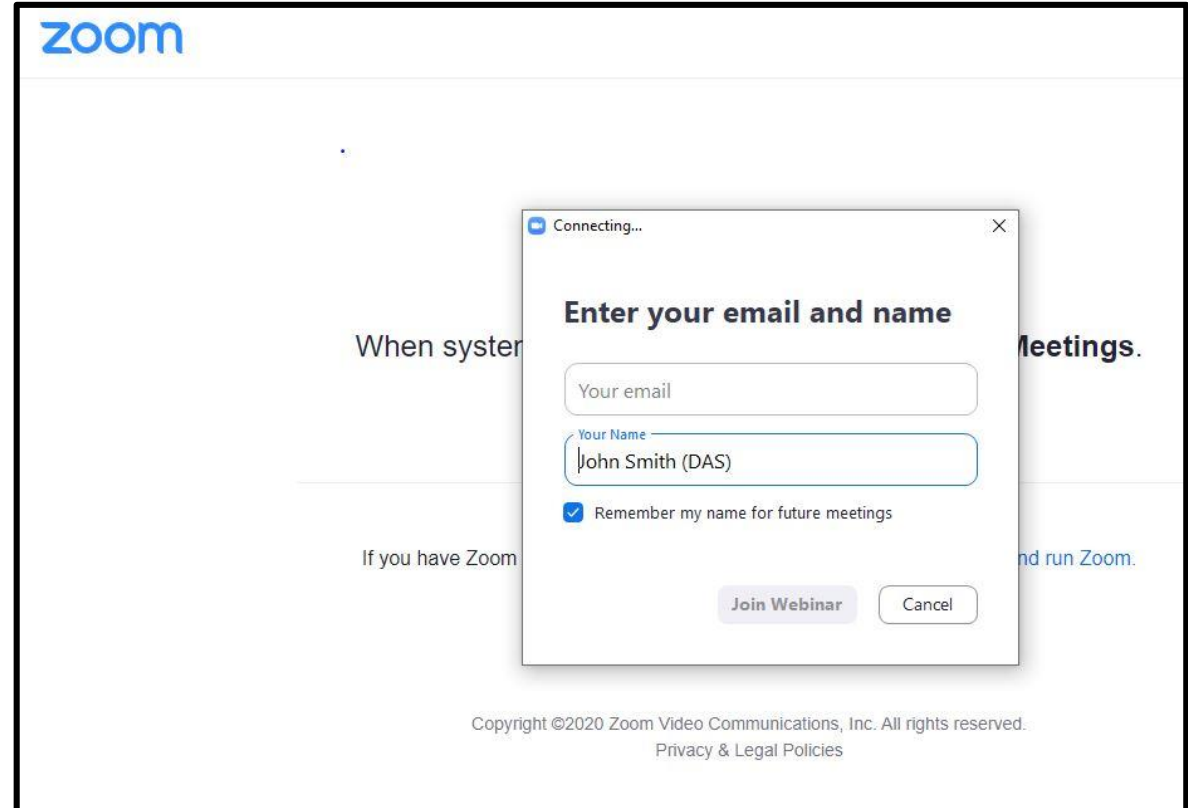 zoom
Connecting...
Enter your email and name
When system
Meetings.
Your email
Your Name
John Smith (DAS)
Remember my name for future meetings
If you have Zoom
nd run Zoom.
Join Webinar
Cancel
Copyright ©2020 Zoom Video Communications, Inc. All rights reserved.
Privacy & Legal Policies